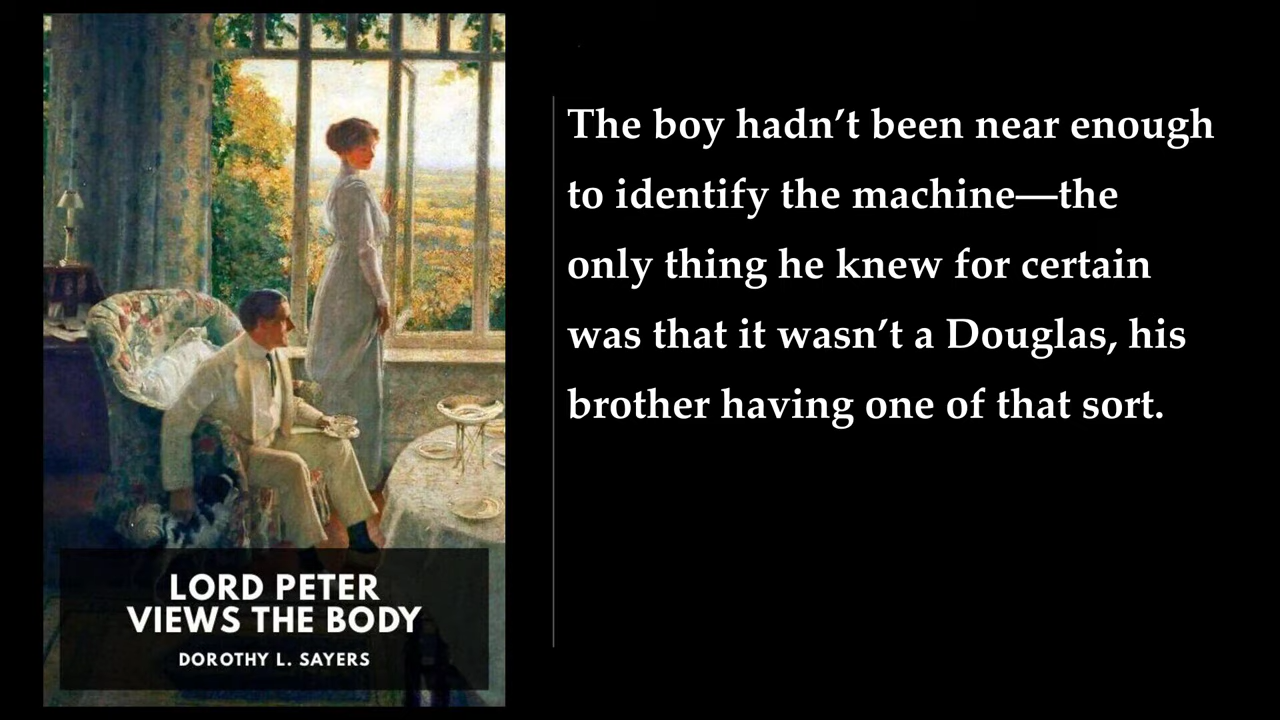 The boy hadn’t been near enough
to identify the machine—the
only thing he knew for certain
was that it wasn’t a Douglas, his
brother having one of that sort.
LORD PETER
VIEWS THE BODY
DOROTHY L. SAYERS